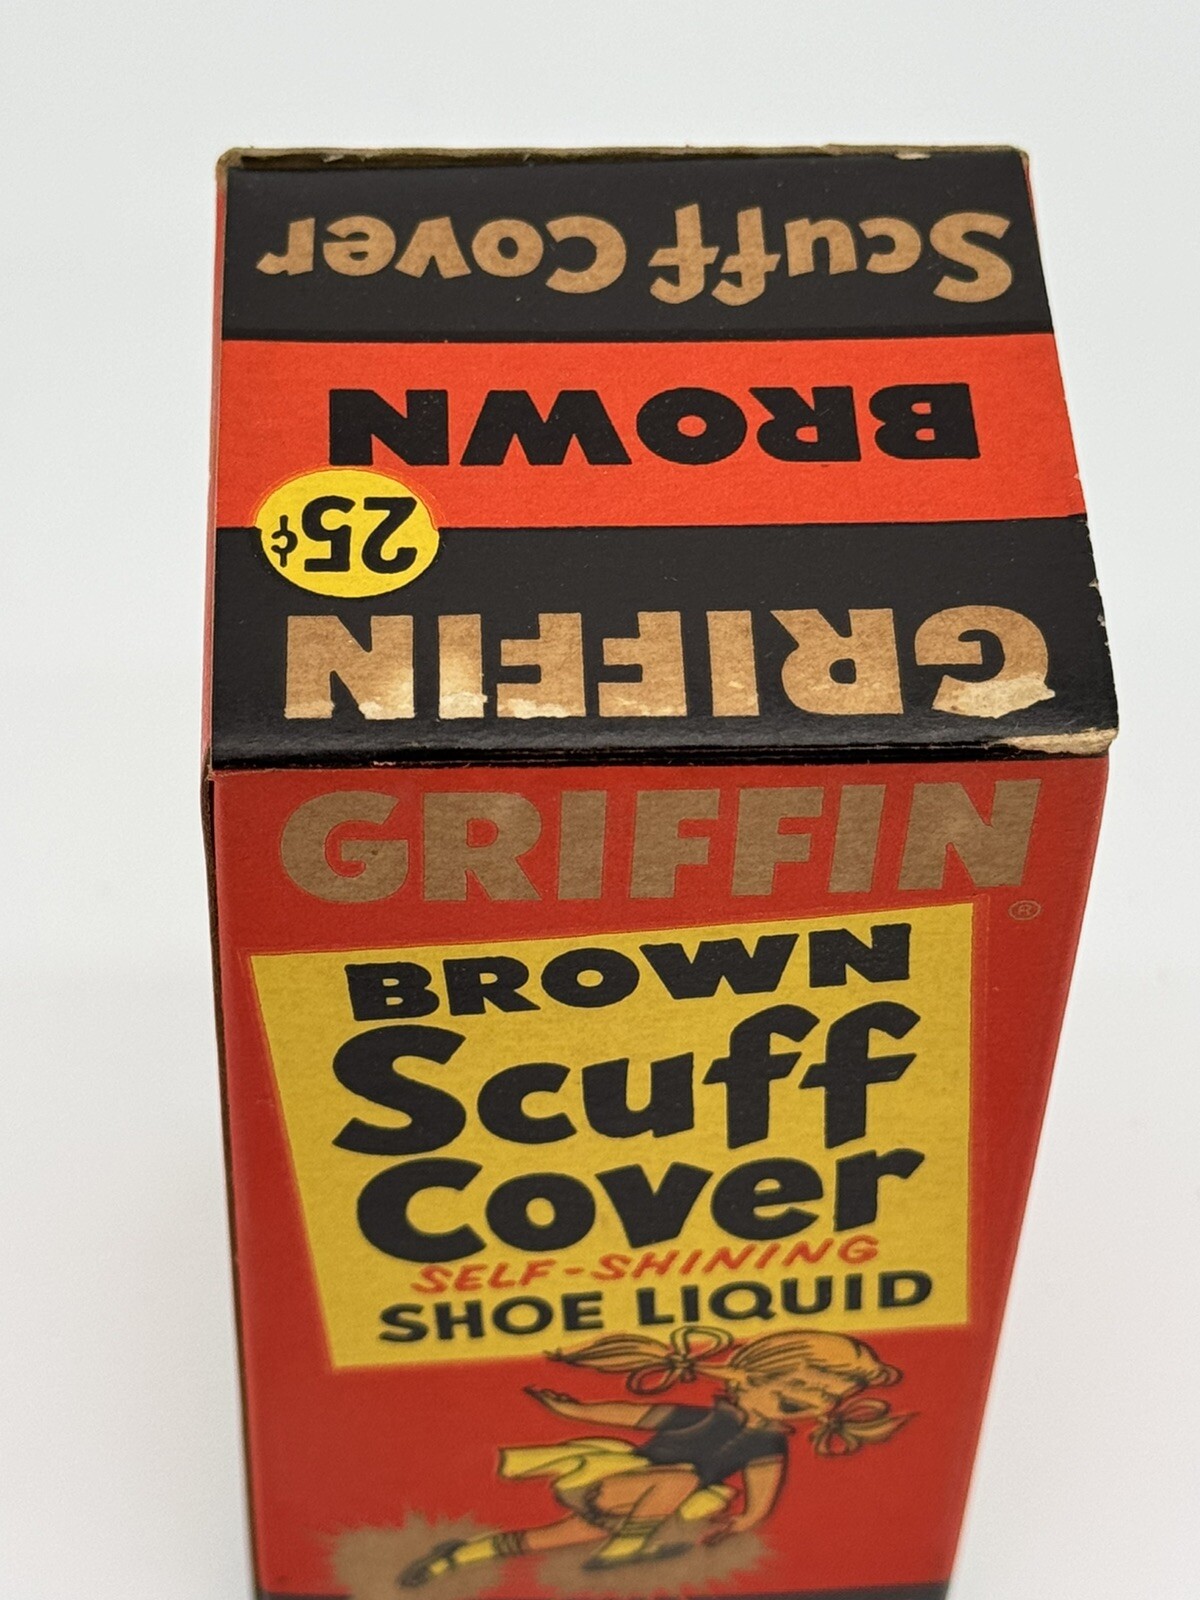 Scuff Cover
BROWN
25¢
GRIFFIN
GRIFFIN
®
BROWN
Scuff
Cover
SELF-SHINING
SHOE LIQUID